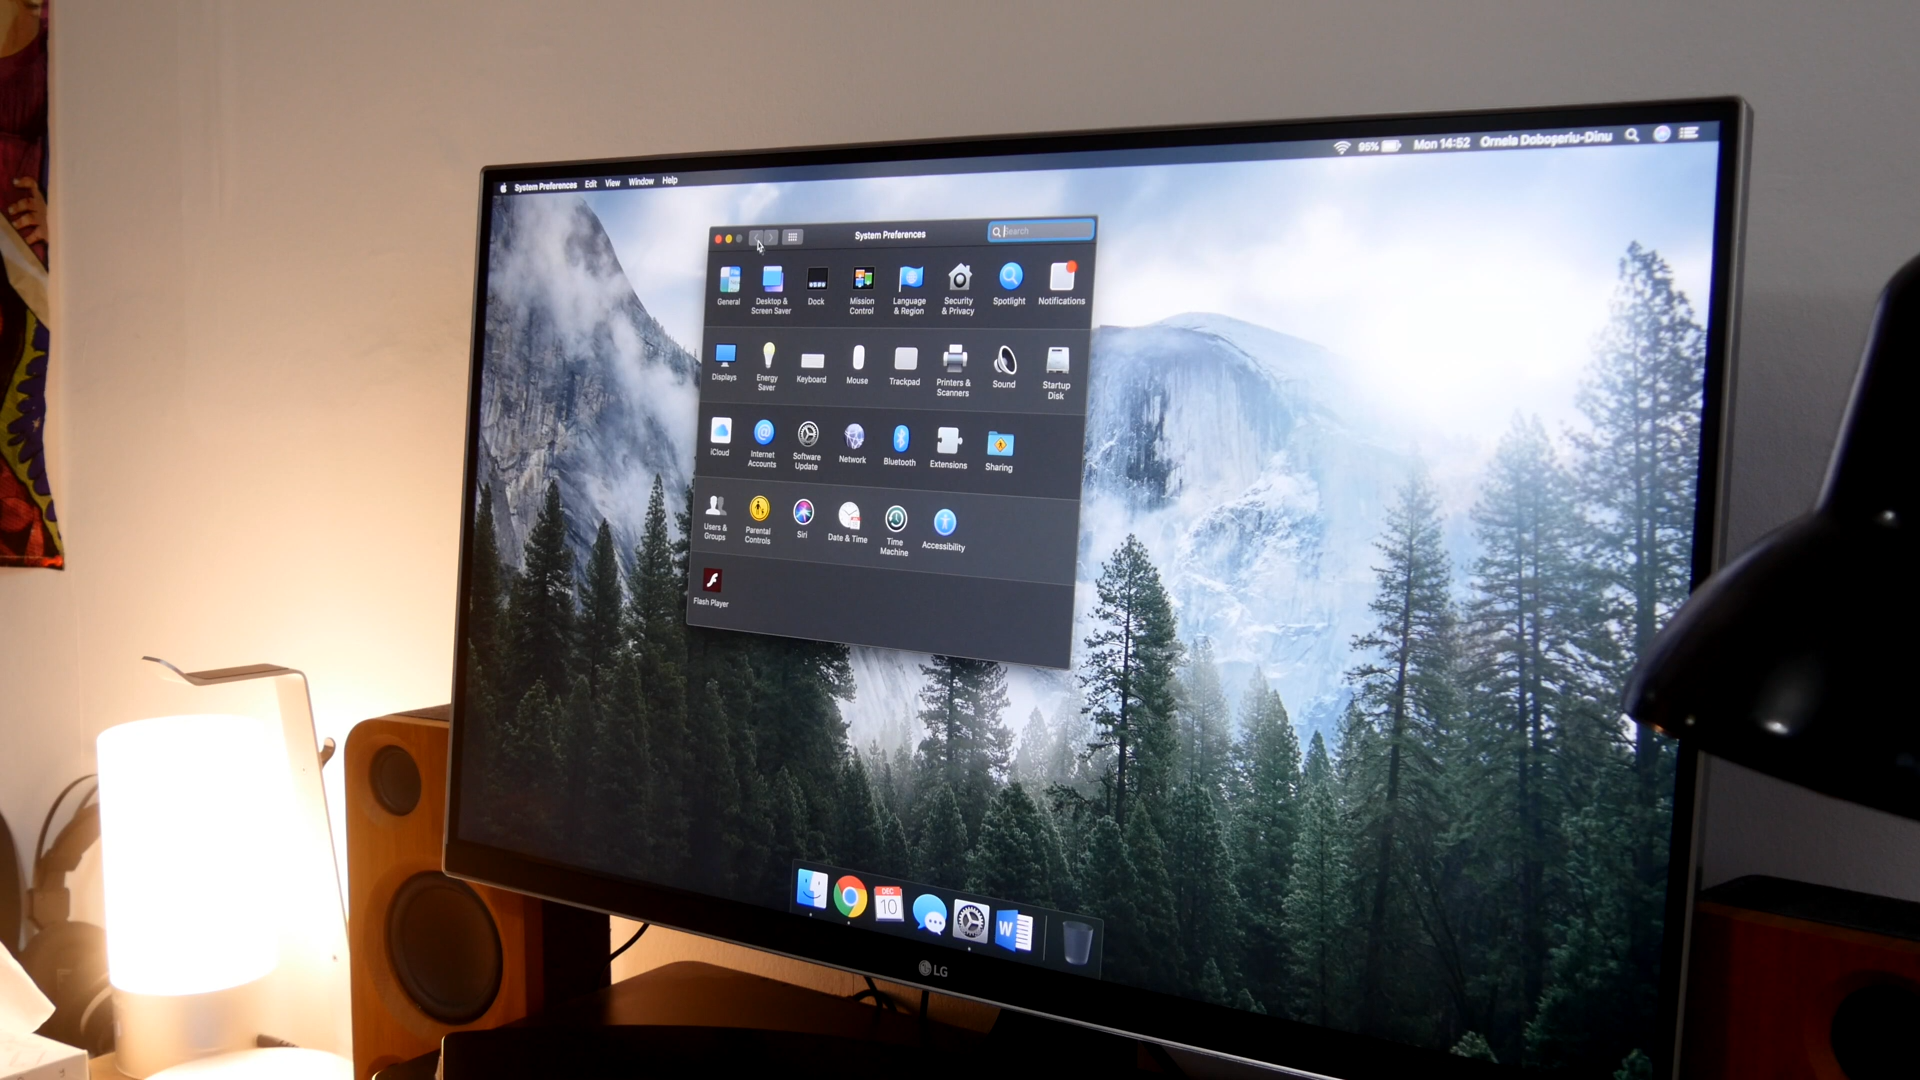 System Preferences Edit View Window Help
95% Mon 14:52 Ornela Doboșeriu-Dinu
System Preferences
Search
General
Desktop & Screen Saver
Dock
Mission Control
Language & Region
Security & Privacy
Spotlight
Notifications
Displays
Energy Saver
Keyboard
Mouse
Trackpad
Printers & Scanners
Sound
Startup Disk
iCloud
Internet Accounts
Software Update
Network
Bluetooth
Extensions
Sharing
Users & Groups
Parental Controls
Siri
Date & Time
Time Machine
Accessibility
Flash Player
DEC
10
W
LG